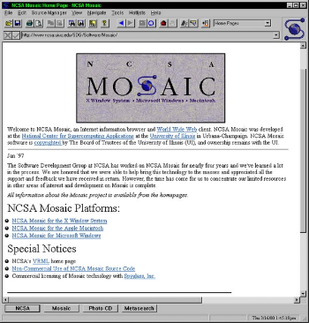 NCSA Mosaic Home Page - NCSA Mosaic
File Edit Source Manager View Navigate Tools Hotlists Help
Home Pages
http://www.ncsa.uiuc.edu/SDG/Software/Mosaic/
N C S A
MOSAIC
X Window System • Microsoft Windows • Macintosh
Welcome to NCSA Mosaic, an Internet information browser and World Wide Web client. NCSA Mosaic was developed
at the National Center for Supercomputing Applications at the University of Illinois in Urbana-Champaign. NCSA Mosaic
software is copyrighted by The Board of Trustees of the University of Illinois (UI), and ownership remains with the UI.
Jan '97
The Software Development Group at NCSA has worked on NCSA Mosaic for nearly four years and we've learned a lot
in the process. We are honored that we were able to help bring this technology to the masses and appreciated all the
support and feedback we have received in return. However, the time has come for us to concentrate our limited resources
in other areas of interest and development on Mosaic is complete.
All information about the Mosaic project is available from the homepages.
NCSA Mosaic Platforms:
NCSA Mosaic for the X Window System
NCSA Mosaic for the Apple Macintosh
NCSA Mosaic for Microsoft Windows
Special Notices
NCSA's VRML home page
Non-Commercial Use of NCSA Mosaic Source Code
Commercial licensing of Mosaic technology with Spyglass, Inc.
NCSA Mosaic Photo CD Metasearch